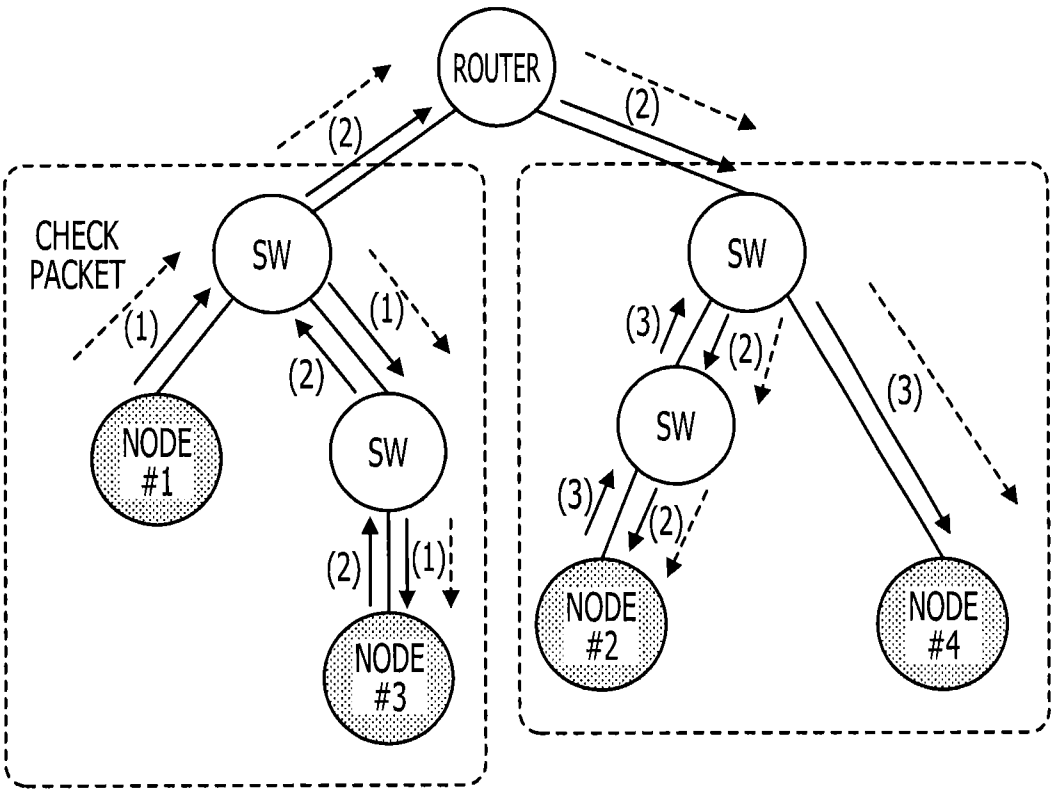 ROUTER
(2)
(2)
CHECK
PACKET
SW
SW
(1)
(1)
(2)
(3)
(2)
(3)
NODE
#1
SW
SW
(3)
(2)
(2)
(1)
NODE
#2
NODE
#4
NODE
#3